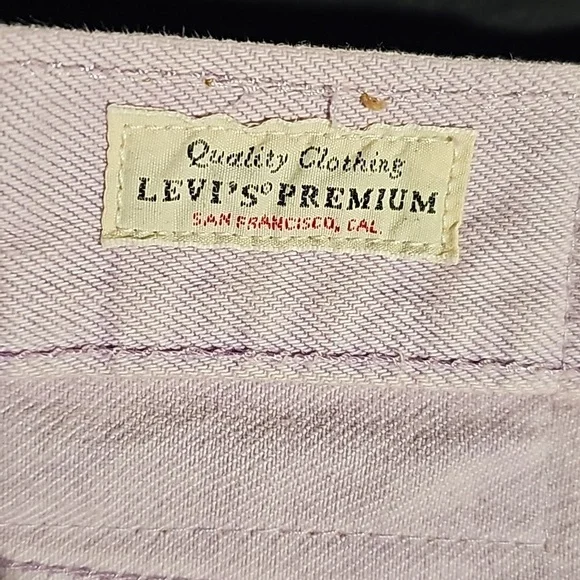 Quality Clothing
LEVI'S® PREMIUM
SAN FRANCISCO, CAL.